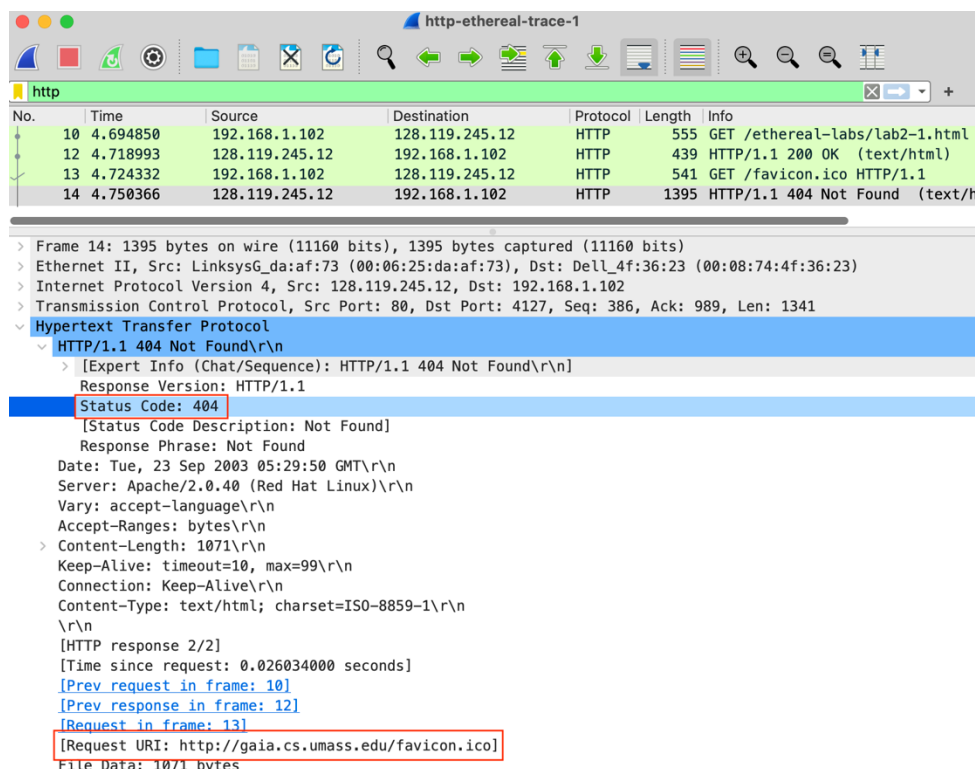 http-ethereal-trace-1
http
No. Time Source Destination Protocol Length Info
10 4.694850 192.168.1.102 128.119.245.12 HTTP 555 GET /ethereal-labs/lab2-1.html
12 4.718993 128.119.245.12 192.168.1.102 HTTP 439 HTTP/1.1 200 OK (text/html)
13 4.724332 192.168.1.102 128.119.245.12 HTTP 541 GET /favicon.ico HTTP/1.1
14 4.750366 128.119.245.12 192.168.1.102 HTTP 1395 HTTP/1.1 404 Not Found (text/h
Frame 14: 1395 bytes on wire (11160 bits), 1395 bytes captured (11160 bits)
Ethernet II, Src: LinksysG_da:af:73 (00:06:25:da:af:73), Dst: Dell_4f:36:23 (00:08:74:4f:36:23)
Internet Protocol Version 4, Src: 128.119.245.12, Dst: 192.168.1.102
Transmission Control Protocol, Src Port: 80, Dst Port: 4127, Seq: 386, Ack: 989, Len: 1341
Hypertext Transfer Protocol
HTTP/1.1 404 Not Found\r\n
[Expert Info (Chat/Sequence): HTTP/1.1 404 Not Found\r\n]
Response Version: HTTP/1.1
Status Code: 404
[Status Code Description: Not Found]
Response Phrase: Not Found
Date: Tue, 23 Sep 2003 05:29:50 GMT\r\n
Server: Apache/2.0.40 (Red Hat Linux)\r\n
Vary: accept-language\r\n
Accept-Ranges: bytes\r\n
Content-Length: 1071\r\n
Keep-Alive: timeout=10, max=99\r\n
Connection: Keep-Alive\r\n
Content-Type: text/html; charset=ISO-8859-1\r\n
\r\n
[HTTP response 2/2]
[Time since request: 0.026034000 seconds]
[Prev request in frame: 10]
[Prev response in frame: 12]
[Request in frame: 13]
[Request URI: http://gaia.cs.umass.edu/favicon.ico]
File Data: 1071 bytes